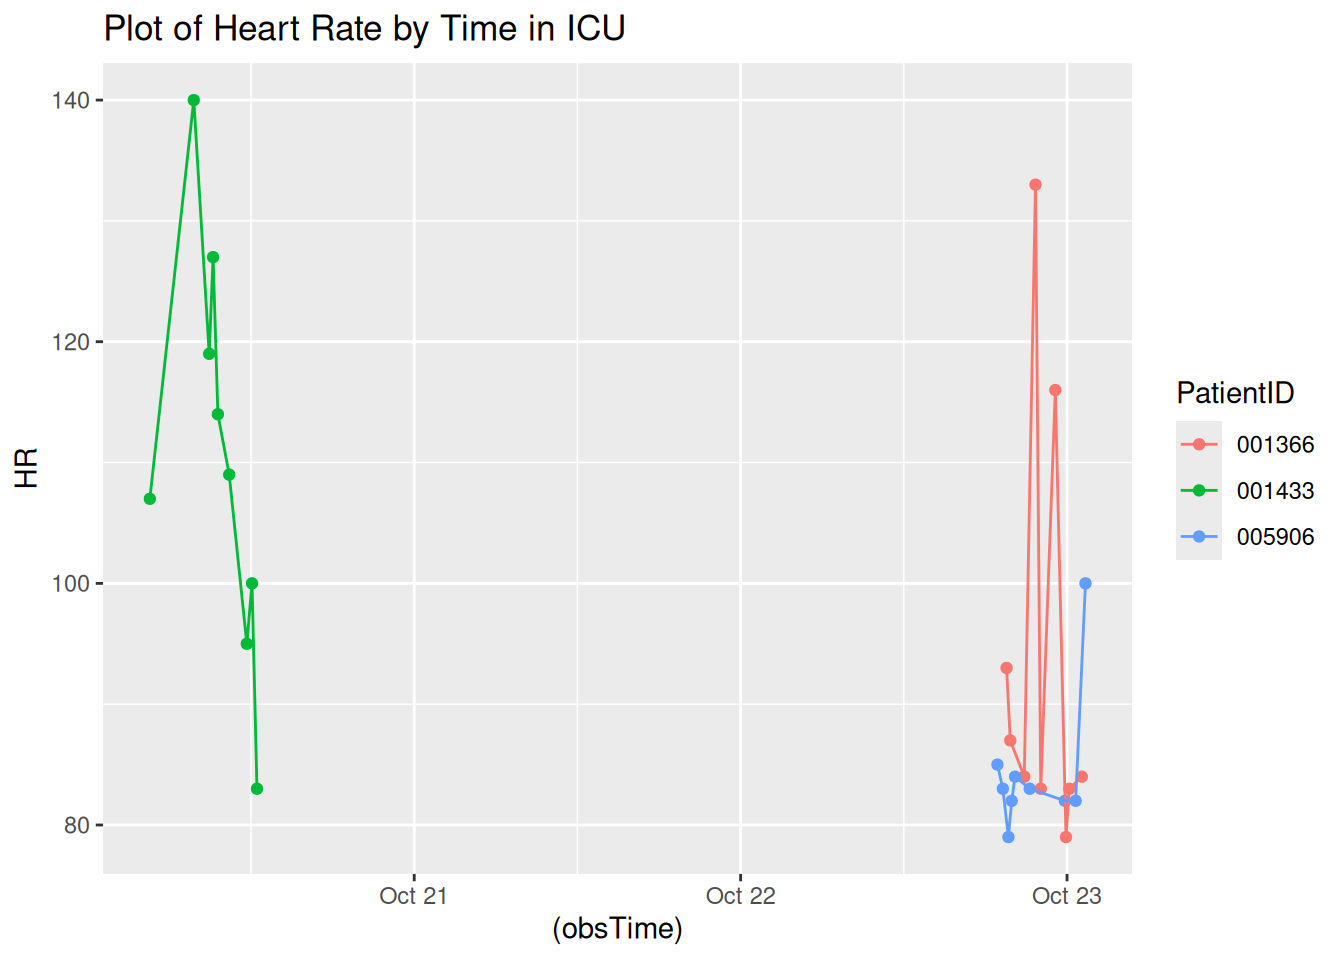 Plot of Heart Rate by Time in ICU
140
120
100
80
HR
Oct 21
Oct 22
Oct 23
(obsTime)
PatientID
001366
001433
005906